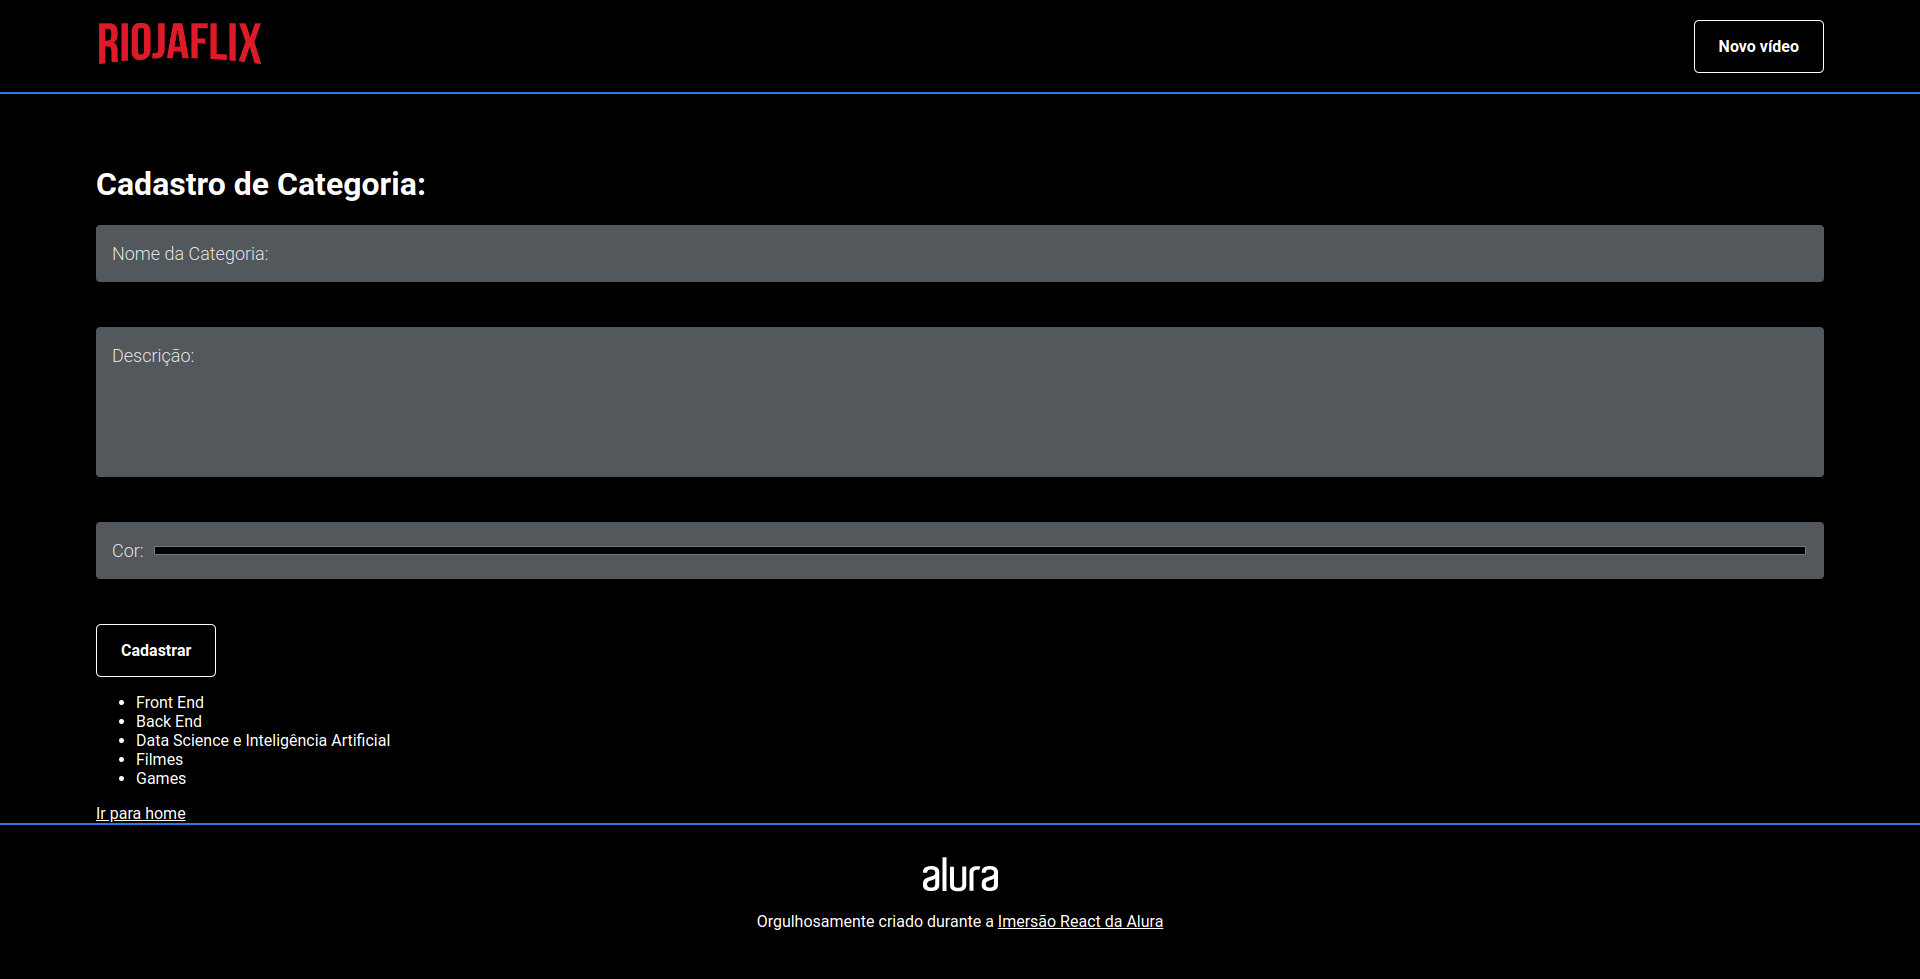 RIOJAFLIX
Novo vídeo
Cadastro de Categoria:
Nome da Categoria:
Descrição:
Cor:
Cadastrar
Front End
Back End
Data Science e Inteligência Artificial
Filmes
Games
Ir para home
alura
Orgulhosamente criado durante a Imersão React da Alura